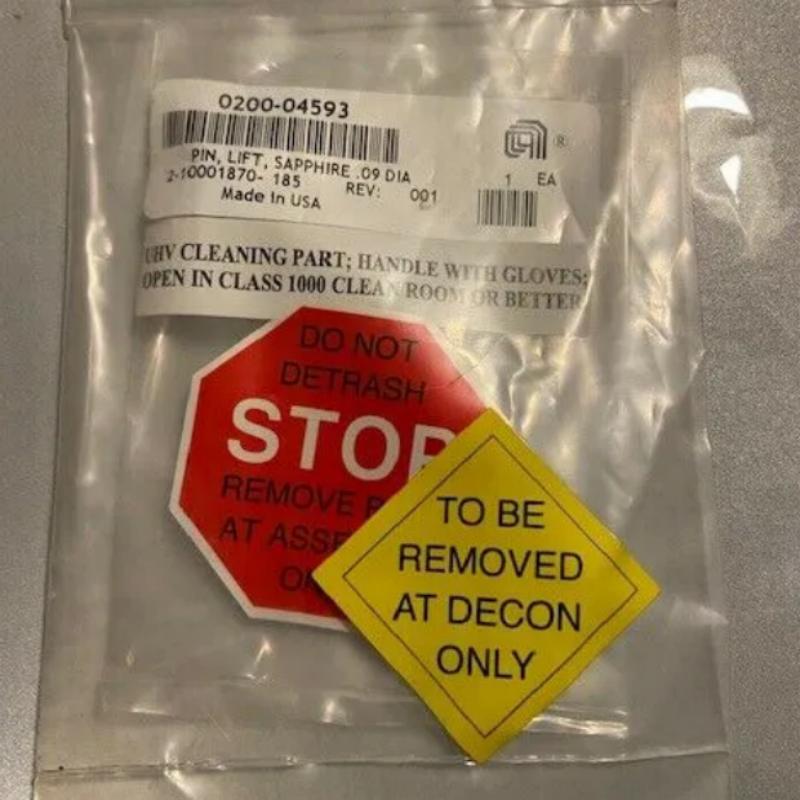 0200-04593
PIN, LIFT, SAPPHIRE .09 DIA
2-10001870- 185 REV: 001
Made in USA
®
1 EA
UHV CLEANING PART; HANDLE WITH GLOVES;
OPEN IN CLASS 1000 CLEAN ROOM OR BETTER
DO NOT
DETRASH
STOP
REMOVE
AT
TO BE
REMOVED
AT DECON
ONLY